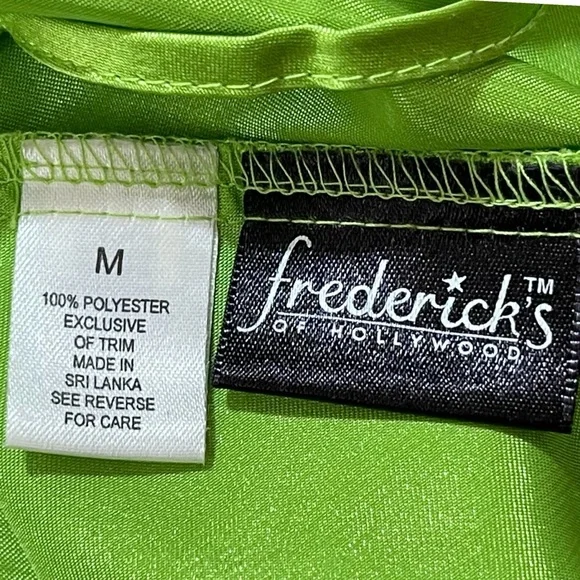 M
100% POLYESTER
EXCLUSIVE
OF TRIM
MADE IN
SRI LANKA
SEE REVERSE
FOR CARE
frederick's™
OF HOLLYWOOD